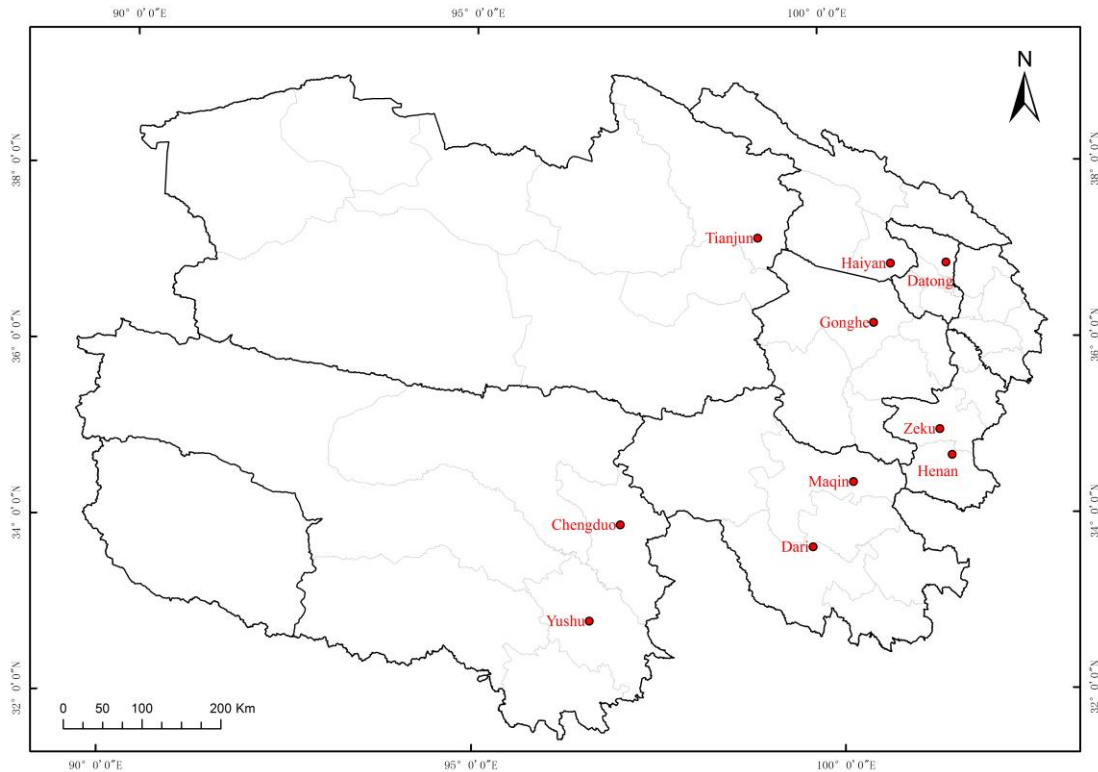 90° 0′0″E
95° 0′0″E
100° 0′0″E
N
38° 0′0″N
38° 0′0″N
Tianjun
Haiyan
Datong
Gonghe
36° 0′0″N
36° 0′0″N
Zeku
Henan
Maqin
34° 0′0″N
34° 0′0″N
Chengduo
Dari
Yushu
32° 0′0″N
32° 0′0″N
0 50 100 200 Km
90° 0′0″E
95° 0′0″E
100° 0′0″E